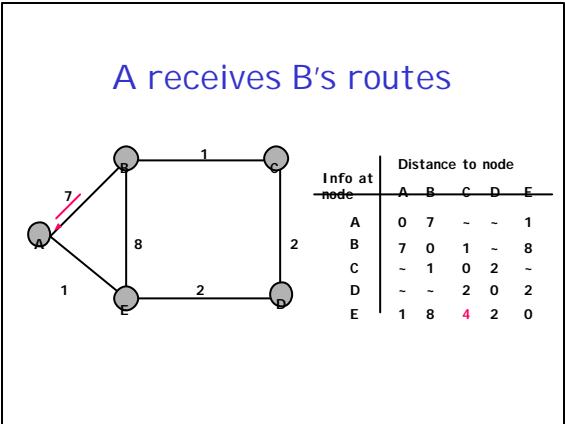 A receives B's routes
B
1
C
7
A
8
2
1
E
2
D
Info at
node
Distance to node
A B C D E
A 0 7 ~ ~ 1
B 7 0 1 ~ 8
C ~ 1 0 2 ~
D ~ ~ 2 0 2
E 1 8 4 2 0